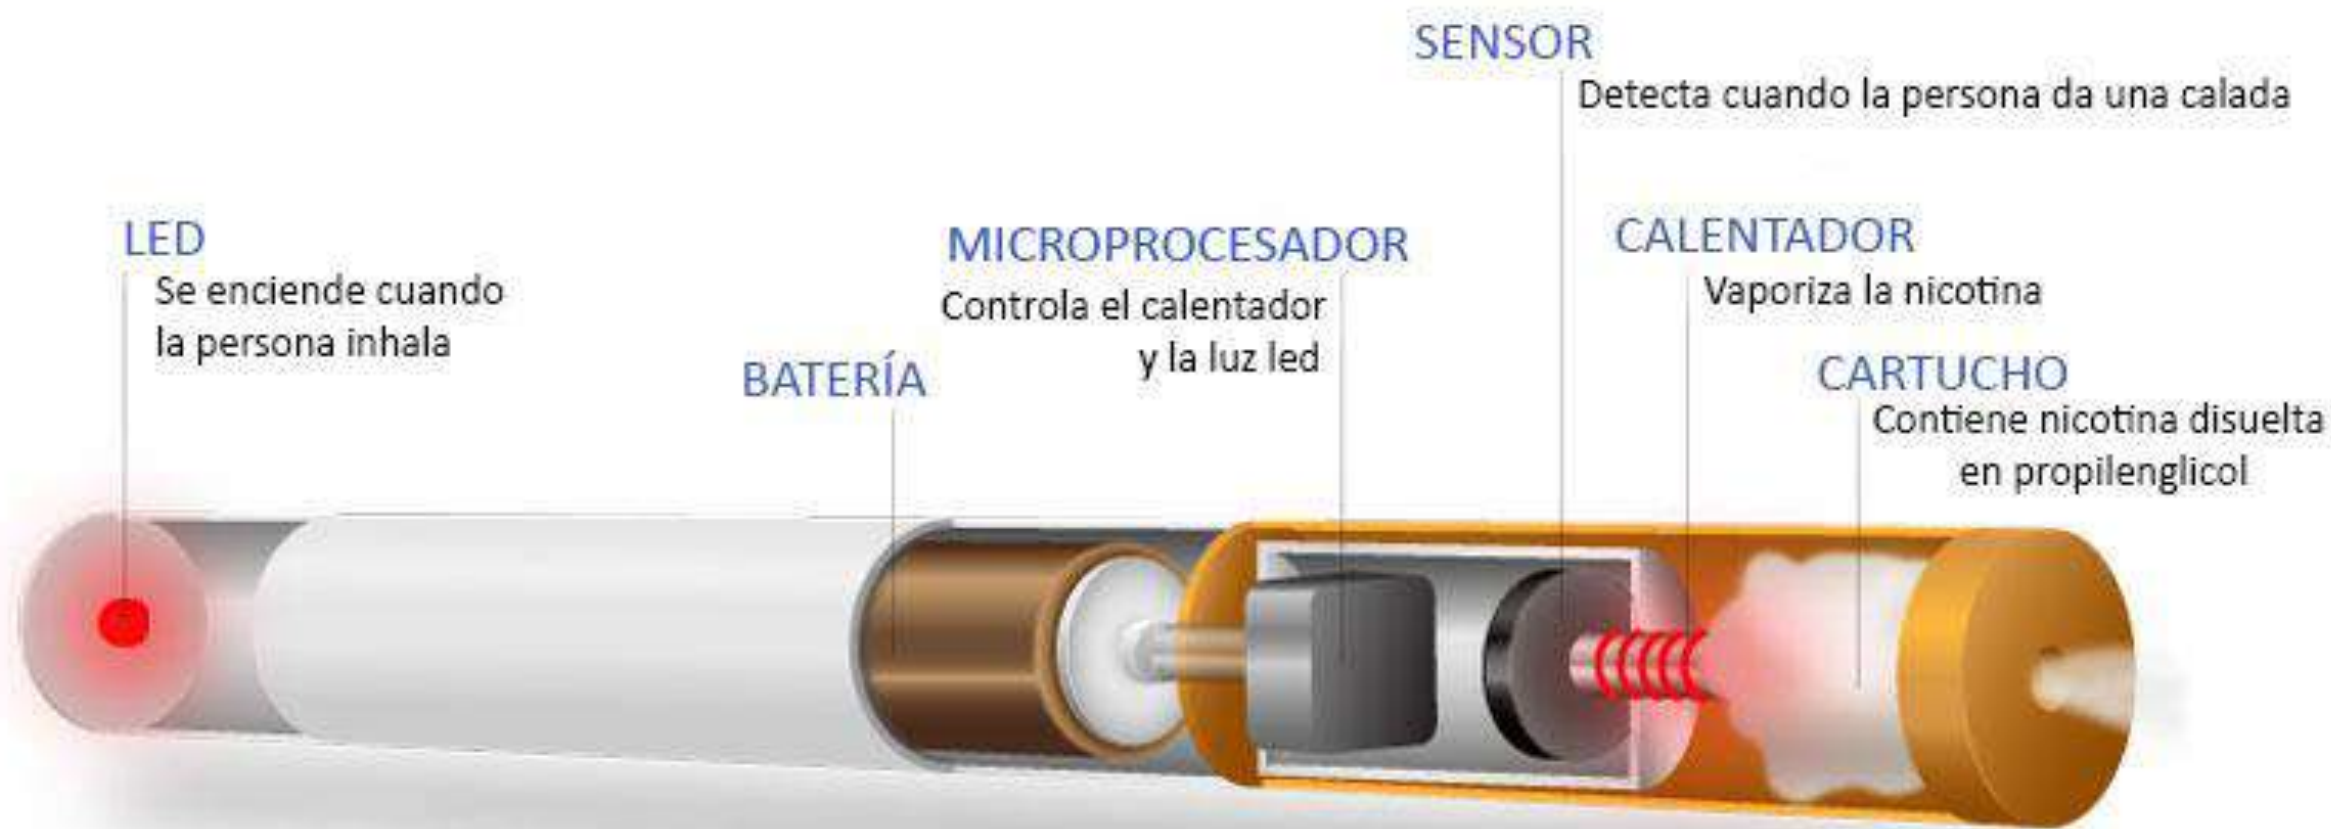 SENSOR
Detecta cuando la persona da una calada
LED
Se enciende cuando
la persona inhala
MICROPROCESADOR
Controla el calentador
y la luz led
CALENTADOR
Vaporiza la nicotina
BATERÍA
CARTUCHO
Contiene nicotina disuelta
en propilenglicol